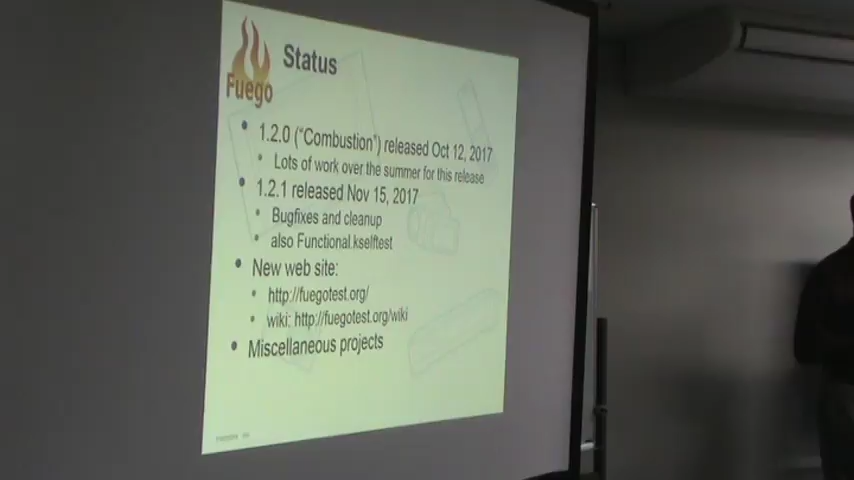 Fuego
Status
• 1.2.0 ("Combustion") released Oct 12, 2017
• Lots of work over the summer for this release
• 1.2.1 released Nov 15, 2017
• Bugfixes and cleanup
• also Functional.kselftest
• New web site:
• http://fuegotest.org/
• wiki: http://fuegotest.org/wiki
• Miscellaneous projects